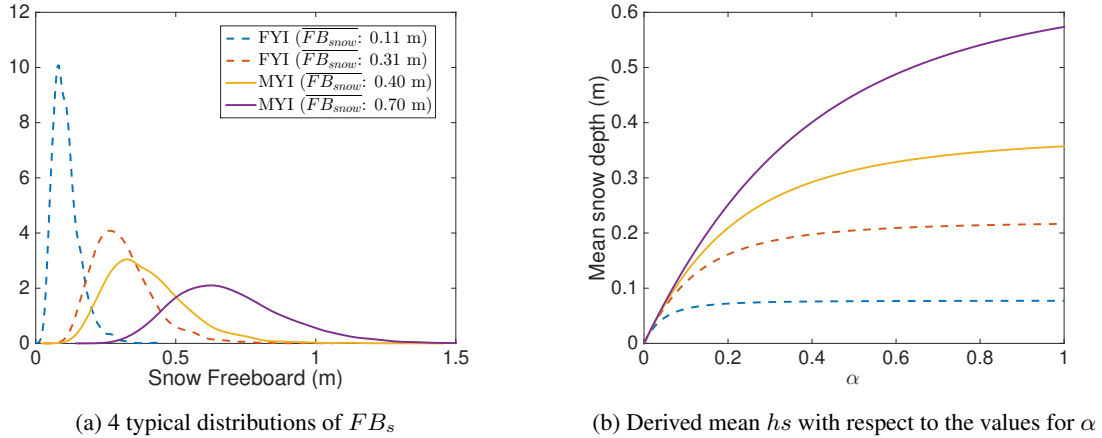 12
10
8
6
4
2
0
0
0.5
1
1.5
Snow Freeboard (m)
FYI (FB_snow: 0.11 m)
FYI (FB_snow: 0.31 m)
MYI (FB_snow: 0.40 m)
MYI (FB_snow: 0.70 m)
(a) 4 typical distributions of FB_s
0.6
0.5
0.4
0.3
0.2
0.1
0
Mean snow depth (m)
0
0.2
0.4
0.6
0.8
1
α
(b) Derived mean hs with respect to the values for α